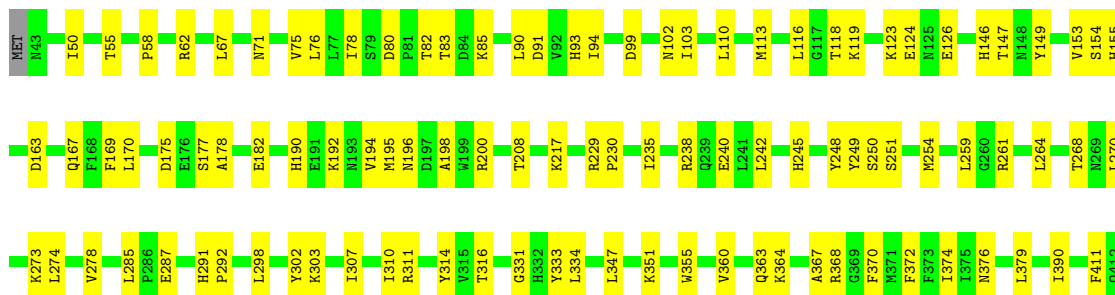 MET N43 I50 T55 P58 R62 L67 N71 V75 L76 L77 I78 S79 D80 P81 T82 T83 D84 K85 L90 D91 V92 H93 I94 D99 N102 I103 L110 M113 L116 G117 T118 K119 K123 E124 N125 E126 H146 T147 N148 Y149 V153 S154 H155
D163 Q167 F168 F169 L170 D175 E176 S177 A178 E182 H190 E191 K192 N193 V194 M195 N196 D197 A198 W199 R200 T208 K217 R229 P230 I235 R238 Q239 E240 L241 L242 H245 Y248 Y249 S250 S251 M254 L259 G260 R261 L264 T268 N269
K273 L274 V278 L285 P286 E287 H291 P292 L298 Y302 K303 I307 I310 R311 Y314 V315 T316 G331 H332 Y333 L334 L347 K351 W355 V360 Q363 K364 A367 R368 G369 F370 M371 F372 F373 I374 I375 N376 L379 I390 F411